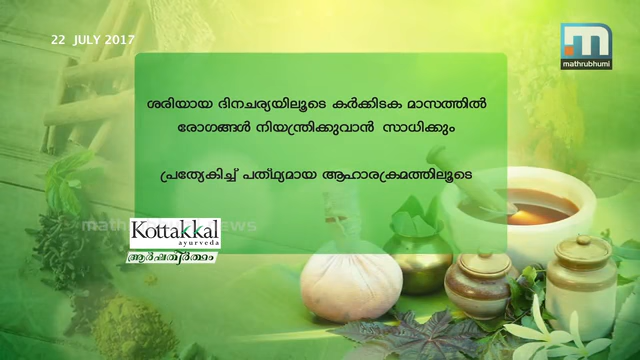 22 JULY 2017
mathrubhumi
ശരിയായ ദിനചര്യയിലൂടെ കർക്കിടക മാസത്തിൽ
രോഗങ്ങൾ നിയന്ത്രിക്കുവാൻ സാധിക്കും
പ്രത്യേകിച്ച് പത്ഥ്യമായ ആഹാരക്രമത്തിലൂടെ
Kottakkal
ayurveda
ആർഷതീർത്ഥം